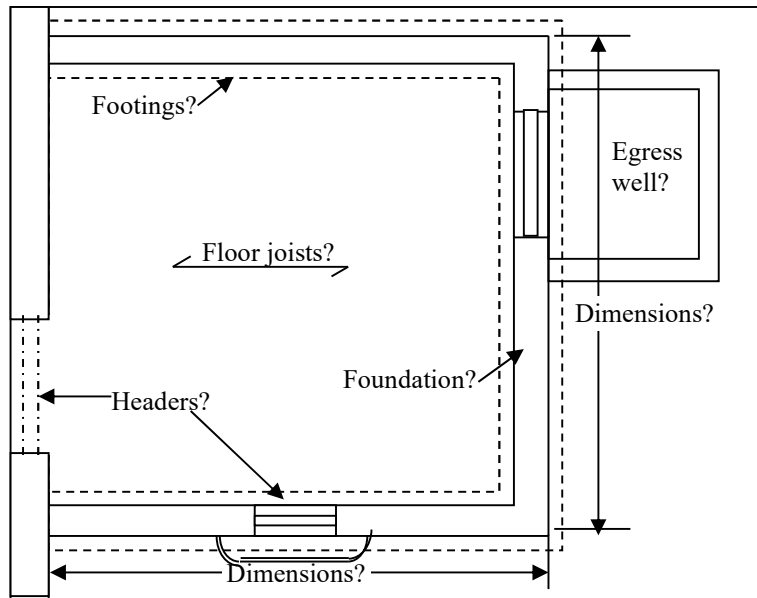 Footings?
Egress
well?
Floor joists?
Dimensions?
Foundation?
Headers?
Dimensions?